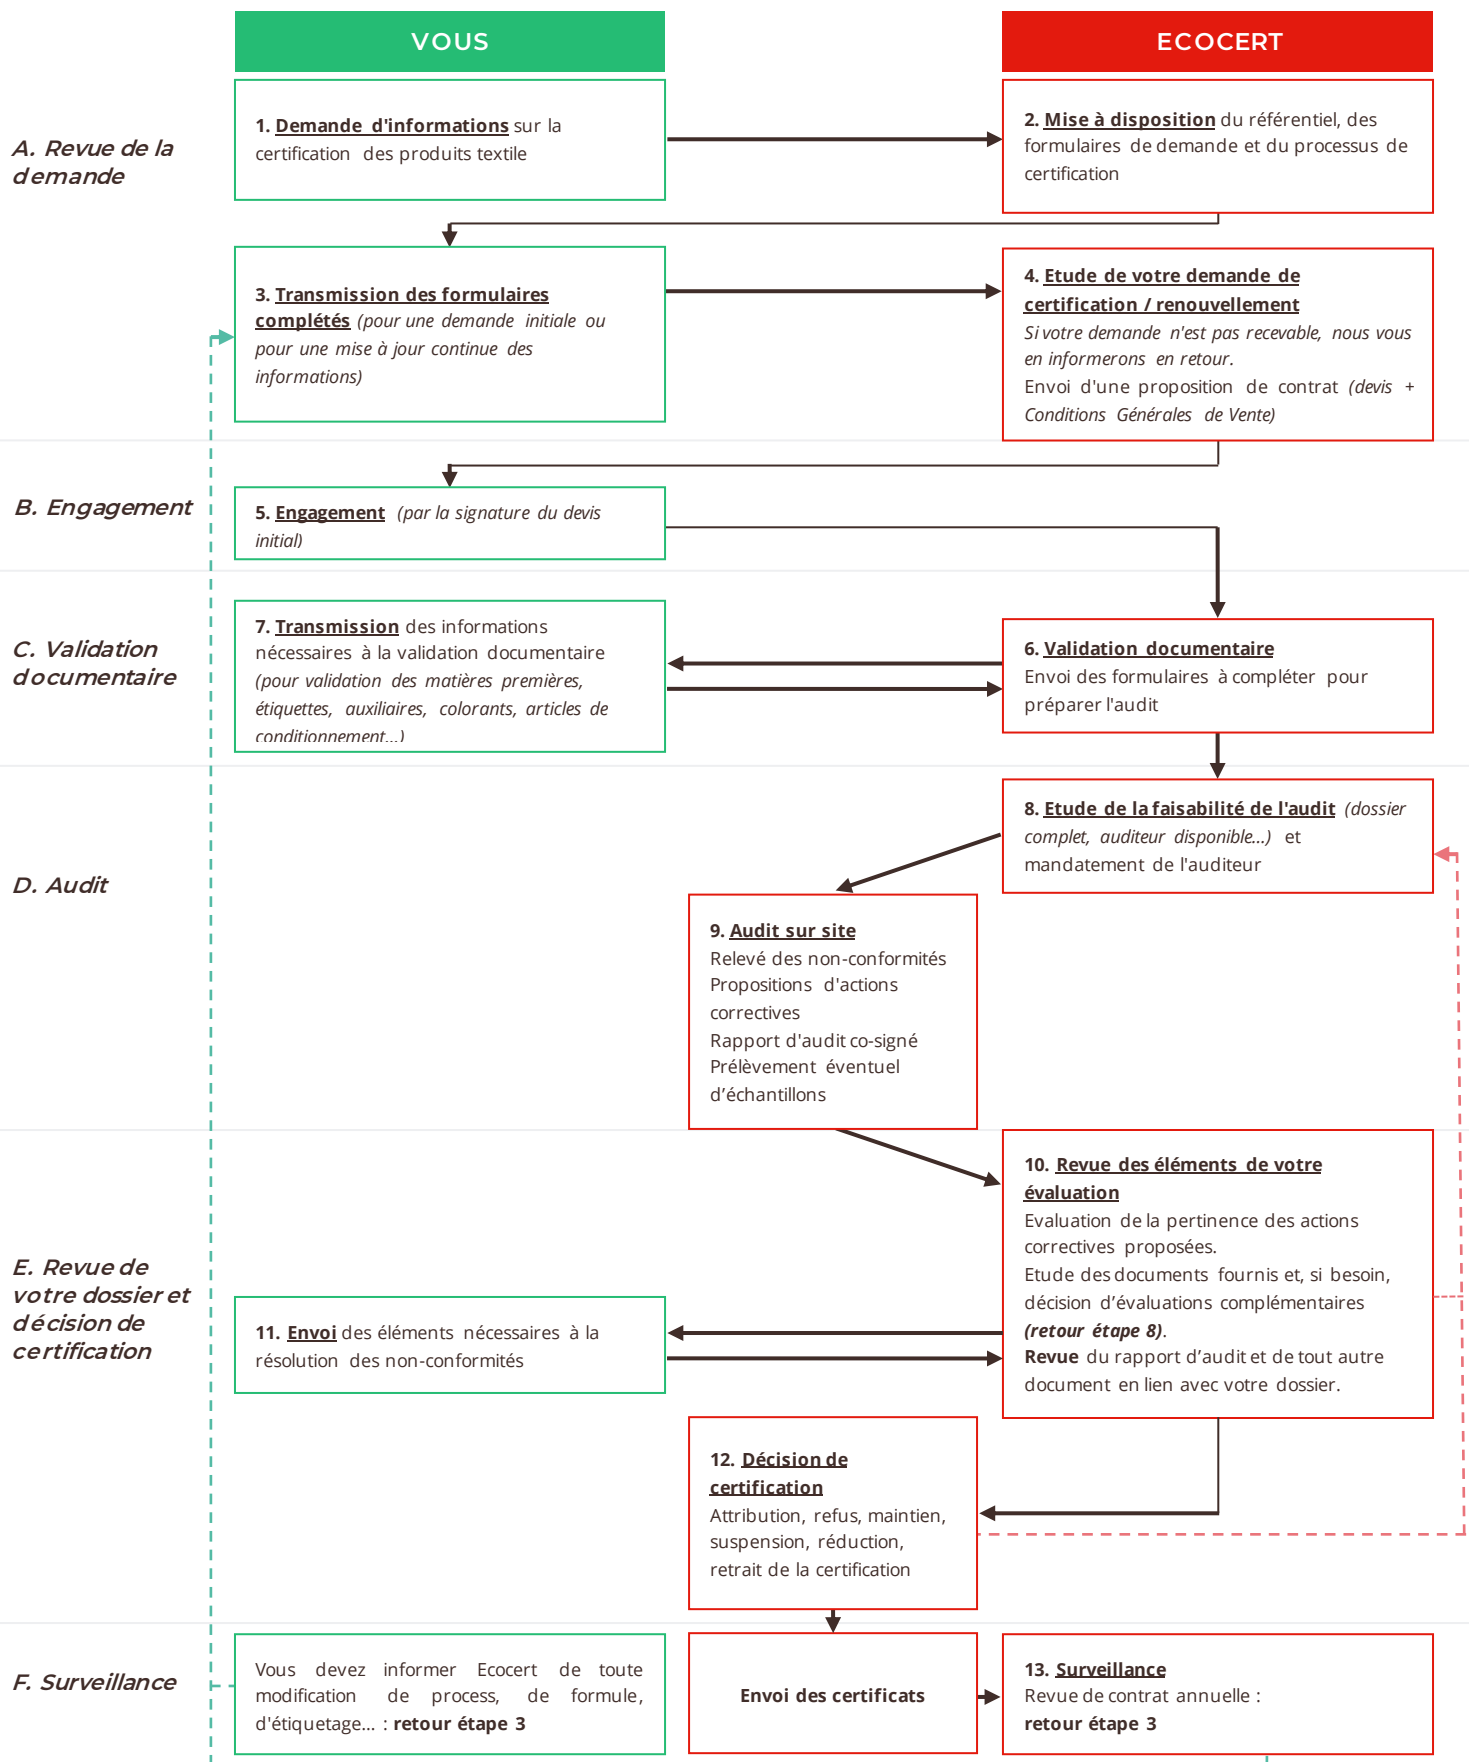 VOUS
ECOCERT
A. Revue de la
demande
1. Demande d'informations sur la
certification des produits textile
2. Mise à disposition du référentiel, des
formulaires de demande et du processus de
certification
3. Transmission des formulaires
complétés (pour une demande initiale ou
pour une mise à jour continue des
informations)
4. Etude de votre demande de
certification / renouvellement
Si votre demande n'est pas recevable, nous vous
en informerons en retour.
Envoi d'une proposition de contrat (devis +
Conditions Générales de Vente)
B. Engagement
5. Engagement (par la signature du devis
initial)
C. Validation
documentaire
7. Transmission des informations
nécessaires à la validation documentaire
(pour validation des matières premières,
étiquettes, auxiliaires, colorants, articles de
conditionnement...)
6. Validation documentaire
Envoi des formulaires à compléter pour
préparer l'audit
D. Audit
8. Etude de la faisabilité de l'audit (dossier
complet, auditeur disponible...) et
mandatement de l'auditeur
9. Audit sur site
Relevé des non-conformités
Propositions d'actions
correctives
Rapport d'audit co-signé
Prélèvement éventuel
d’échantillons
E. Revue de
votre dossier et
décision de
certification
10. Revue des éléments de votre
évaluation
Evaluation de la pertinence des actions
correctives proposées.
Etude des documents fournis et, si besoin,
décision d’évaluations complémentaires
(retour étape 8).
Revue du rapport d’audit et de tout autre
document en lien avec votre dossier.
11. Envoi des éléments nécessaires à la
résolution des non-conformités
12. Décision de
certification
Attribution, refus, maintien,
suspension, réduction,
retrait de la certification
F. Surveillance
Vous devez informer Ecocert de toute
modification de process, de formule,
d'étiquetage... : retour étape 3
Envoi des certificats
13. Surveillance
Revue de contrat annuelle :
retour étape 3